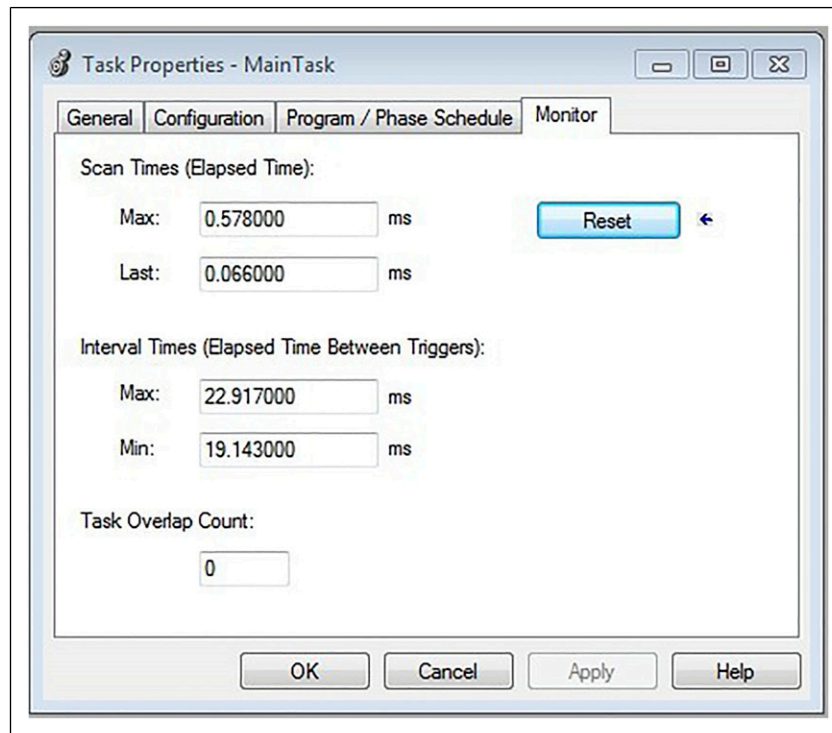 Task Properties - MainTask
General Configuration Program / Phase Schedule Monitor
Scan Times (Elapsed Time):
Max: 0.578000 ms Reset
Last: 0.066000 ms
Interval Times (Elapsed Time Between Triggers):
Max: 22.917000 ms
Min: 19.143000 ms
Task Overlap Count:
0
OK Cancel Apply Help